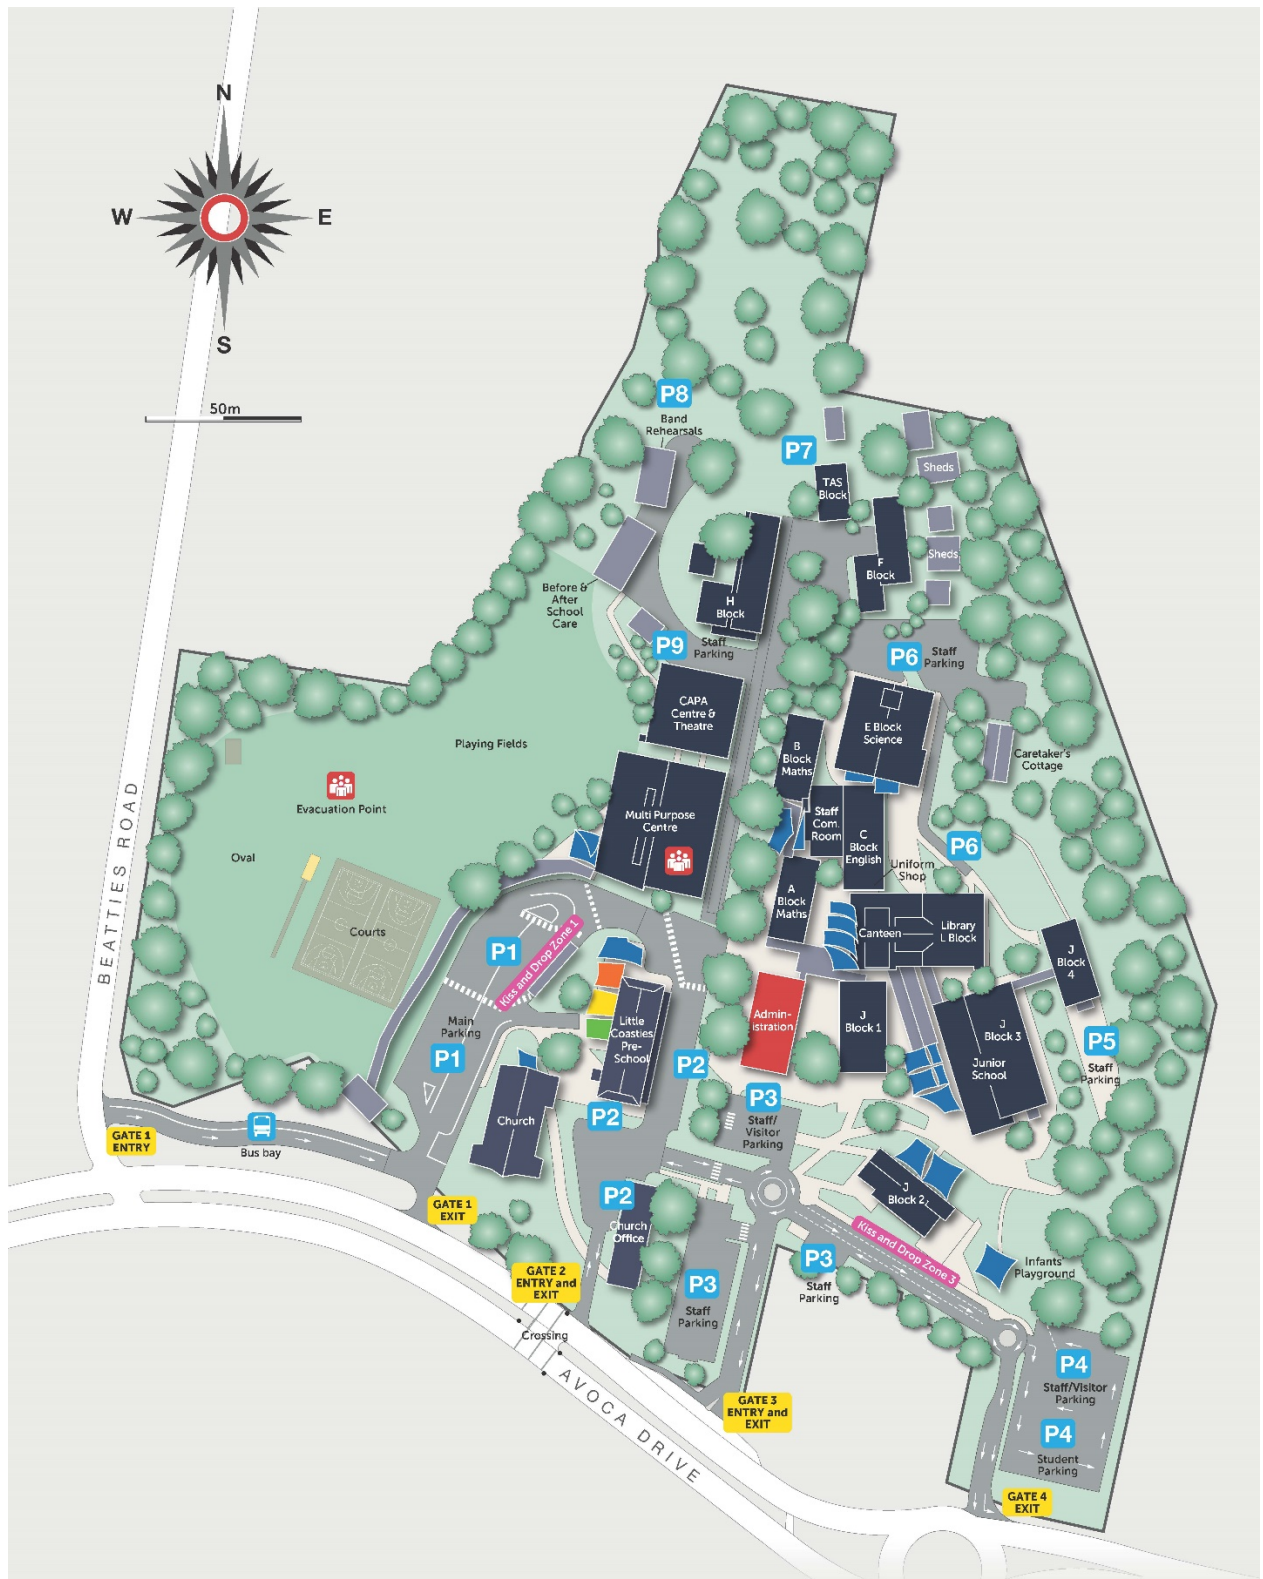 N
W
E
S
50m
P8
Band
Rehearsals
P7
TAS
Block
Sheds
Sheds
F
Block
Before &
After
School
Care
H
Block
P9
Staff
Parking
P6
Staff
Parking
CAPA
Centre &
Theatre
E Block
Science
B
Block
Maths
Caretaker's
Cottage
Playing Fields
Evacuation Point
Multi Purpose
Centre
Staff
Com.
Room
C
Block
English
P6
Uniform
Shop
Oval
A
Block
Maths
Courts
Canteen
Library
L Block
J
Block 4
BEATTIES ROAD
P1
Kiss and Drop Zone 1
Main
Parking
P1
Little
Coasties
Pre-
School
Admin-
istration
J
Block 1
J
Block 3
Junior
School
P5
Staff
Parking
P2
P3
Staff/
Visitor
Parking
P2
Church
GATE 1
ENTRY
Bus bay
P2
Church
Office
J
Block 2
GATE 1
EXIT
Kiss and Drop Zone 3
P3
Staff
Parking
Infants
Playground
GATE 2
ENTRY and
EXIT
P3
Staff
Parking
Crossing
AVOCA DRIVE
P4
Staff/Visitor
Parking
GATE 3
ENTRY and
EXIT
P4
Student
Parking
GATE 4
EXIT